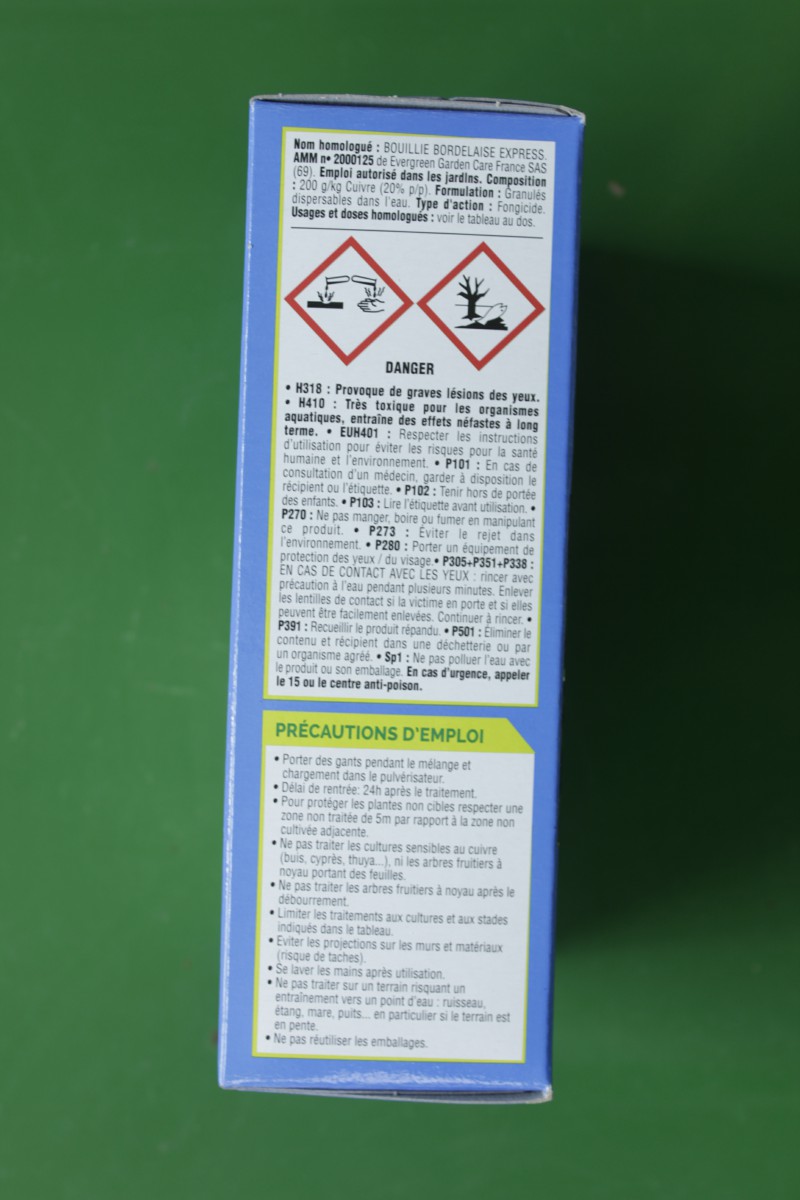 Nom homologué : BOUILLIE BORDELAISE EXPRESS.
AMM n• 2000125 de Evergreen Garden Care France SAS
(69). Emploi autorisé dans les jardins. Composition
: 200 g/kg Cuivre (20% p/p). Formulation : Granulés
dispersables dans l'eau. Type d'action : Fongicide.
Usages et doses homologués : voir le tableau au dos.
DANGER
• H318 : Provoque de graves lésions des yeux.
• H410 : Très toxique pour les organismes
aquatiques, entraîne des effets néfastes à long
terme. • EUH401 : Respecter les instructions
d'utilisation pour éviter les risques pour la santé
humaine et l'environnement. • P101 : En cas de
consultation d'un médecin, garder à disposition le
récipient ou l'étiquette. • P102 : Tenir hors de portée
des enfants. • P103 : Lire l'étiquette avant utilisation. •
P270 : Ne pas manger, boire ou fumer en manipulant
ce produit. • P273 : Éviter le rejet dans
l'environnement. • P280 : Porter un équipement de
protection des yeux / du visage.• P305+P351+P338 :
EN CAS DE CONTACT AVEC LES YEUX : rincer avec
précaution à l'eau pendant plusieurs minutes. Enlever
les lentilles de contact si la victime en porte et si elles
peuvent être facilement enlevées. Continuer à rincer. •
P391 : Recueillir le produit répandu. • P501 : Éliminer le
contenu et récipient dans une déchetterie ou par
un organisme agréé. • Sp1 : Ne pas polluer l'eau avec
le produit ou son emballage. En cas d'urgence, appeler
le 15 ou le centre anti-poison.
PRÉCAUTIONS D'EMPLOI
• Porter des gants pendant le mélange et
chargement dans le pulvérisateur.
• Délai de rentrée: 24h après le traitement.
• Pour protéger les plantes non cibles respecter une
zone non traitée de 5m par rapport à la zone non
cultivée adjacente.
• Ne pas traiter les cultures sensibles au cuivre
(buis, cyprès, thuya...), ni les arbres fruitiers à
noyau portant des feuilles.
• Ne pas traiter les arbres fruitiers à noyau après le
débourrement.
• Limiter les traitements aux cultures et aux stades
indiqués dans le tableau.
• Eviter les projections sur les murs et matériaux
(risque de taches).
• Se laver les mains après utilisation.
• Ne pas traiter sur un terrain risquant un
entraînement vers un point d'eau : ruisseau,
étang, mare, puits... en particulier si le terrain est
en pente.
• Ne pas réutiliser les emballages.